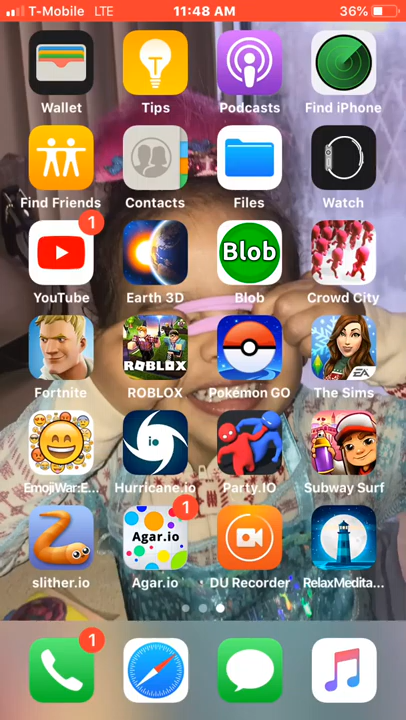 T-Mobile LTE 11:48 AM 36%
Wallet Tips Podcasts Find iPhone
Find Friends Contacts Files Watch
1
Blob
YouTube Earth 3D Blob Crowd City
ROBLOX EA
Fortnite ROBLOX Pokémon GO The Sims
io
EmojiWar:E... Hurricane.io Party.IO Subway Surf
1
Agar.io
slither.io Agar.io DU Recorder RelaxMedita...
1